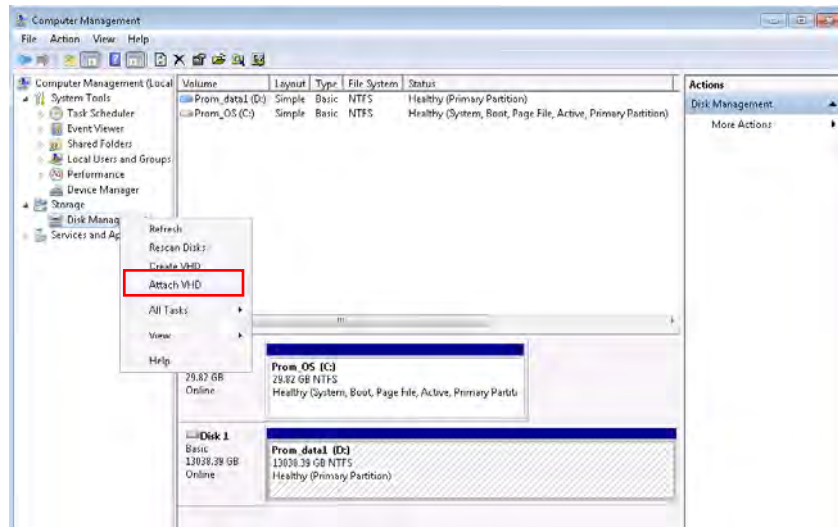 Computer Management
File Action View Help
Computer Management (Local
System Tools
Task Scheduler
Event Viewer
Shared Folders
Local Users and Groups
Performance
Device Manager
Storage
Disk Manag
Services and Ap
Volume Layout Type File System Status
Prom_data1 (D:) Simple Basic NTFS Healthy (Primary Partition)
Prom_OS (C:) Simple Basic NTFS Healthy (System, Boot, Page File, Active, Primary Partition)
Actions
Disk Management
More Actions
Refresh
Rescan Disks
Create VHD
Attach VHD
All Tasks
View
Help
29.82 GB
Online
Prom_OS (C:)
29.82 GB NTFS
Healthy (System, Boot, Page File, Active, Primary Partiti
Disk 1
Basic
13038.39 GB
Online
Prom_data1 (D:)
13038.39 GB NTFS
Healthy (Primary Partition)